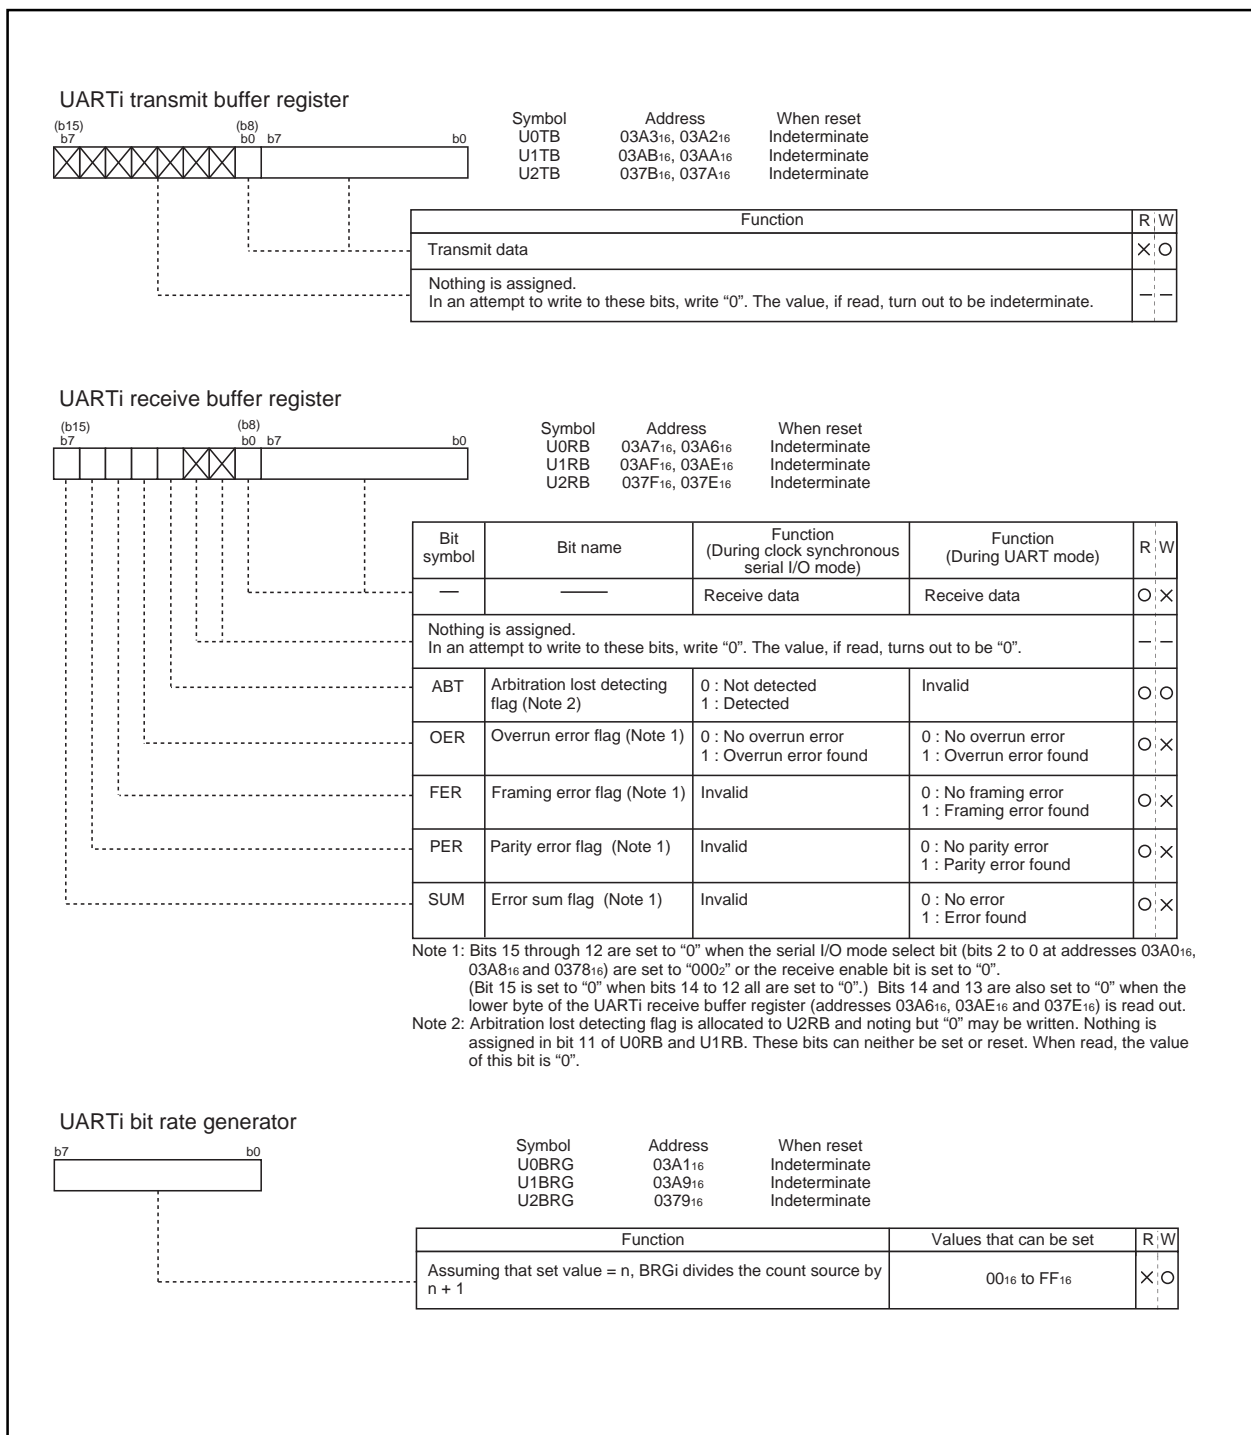 UARTi transmit buffer register
(b15) (b8)
b7 b0 b7 b0
Symbol Address When reset
U0TB 03A3₁₆, 03A2₁₆ Indeterminate
U1TB 03AB₁₆, 03AA₁₆ Indeterminate
U2TB 037B₁₆, 037A₁₆ Indeterminate
Function R W
Transmit data × ○
Nothing is assigned.
In an attempt to write to these bits, write “0”. The value, if read, turn out to be indeterminate. — —
UARTi receive buffer register
(b15) (b8)
b7 b0 b7 b0
Symbol Address When reset
U0RB 03A7₁₆, 03A6₁₆ Indeterminate
U1RB 03AF₁₆, 03AE₁₆ Indeterminate
U2RB 037F₁₆, 037E₁₆ Indeterminate
Bit symbol Bit name Function (During clock synchronous serial I/O mode) Function (During UART mode) R W
— — Receive data Receive data ○ ×
Nothing is assigned.
In an attempt to write to these bits, write “0”. The value, if read, turns out to be “0”. — —
ABT Arbitration lost detecting 0 : Not detected Invalid ○ ○
flag (Note 2) 1 : Detected
OER Overrun error flag (Note 1) 0 : No overrun error 0 : No overrun error ○ ×
1 : Overrun error found 1 : Overrun error found
FER Framing error flag (Note 1) Invalid 0 : No framing error ○ ×
1 : Framing error found
PER Parity error flag (Note 1) Invalid 0 : No parity error ○ ×
1 : Parity error found
SUM Error sum flag (Note 1) Invalid 0 : No error ○ ×
1 : Error found
Note 1: Bits 15 through 12 are set to “0” when the serial I/O mode select bit (bits 2 to 0 at addresses 03A0₁₆,
03A8₁₆ and 0378₁₆) are set to “000₂” or the receive enable bit is set to “0”.
(Bit 15 is set to “0” when bits 14 to 12 all are set to “0”.) Bits 14 and 13 are also set to “0” when the
lower byte of the UARTi receive buffer register (addresses 03A6₁₆, 03AE₁₆ and 037E₁₆) is read out.
Note 2: Arbitration lost detecting flag is allocated to U2RB and noting but “0” may be written. Nothing is
assigned in bit 11 of U0RB and U1RB. These bits can neither be set or reset. When read, the value
of this bit is “0”.
UARTi bit rate generator
b7 b0
Symbol Address When reset
U0BRG 03A1₁₆ Indeterminate
U1BRG 03A9₁₆ Indeterminate
U2BRG 0379₁₆ Indeterminate
Function Values that can be set R W
Assuming that set value = n, BRGi divides the count source by 00₁₆ to FF₁₆ × ○
n + 1